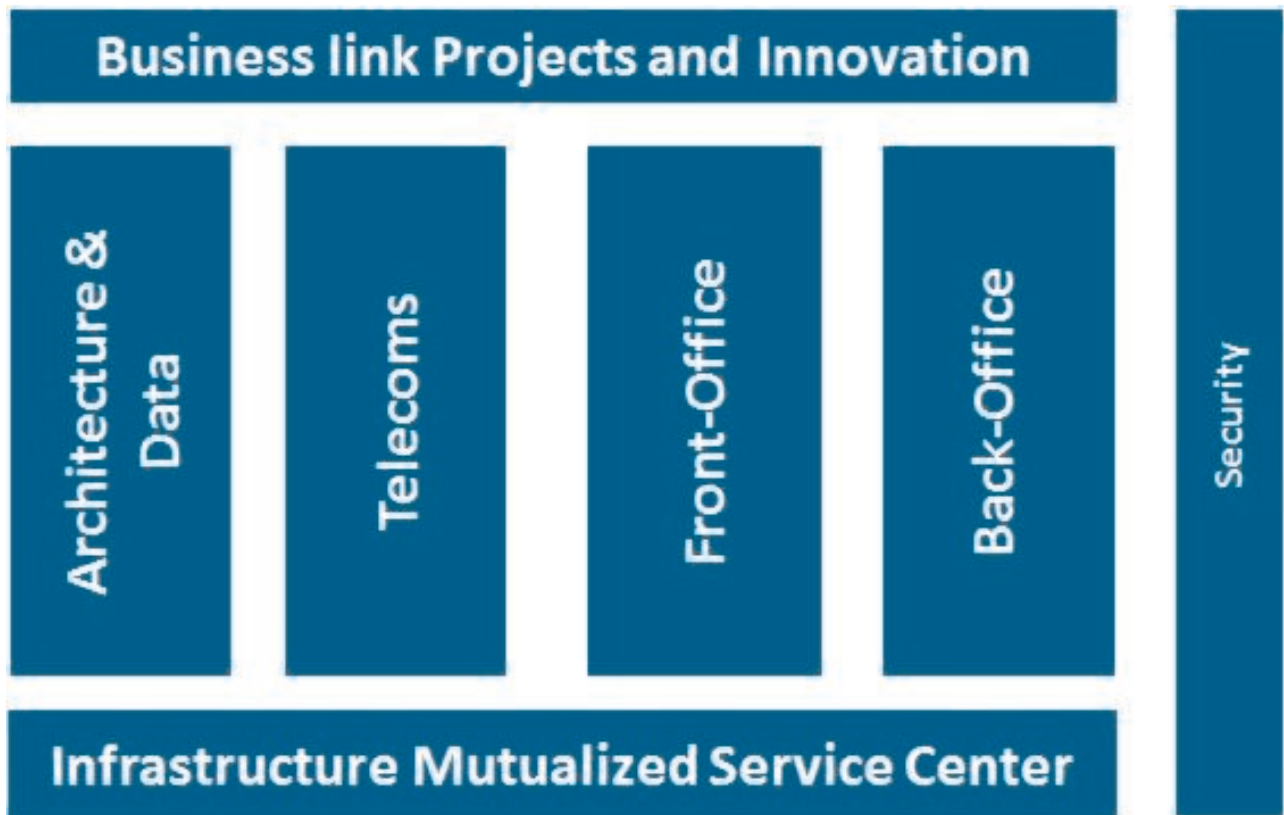 Business link Projects and Innovation
Architecture &
Data
Telecoms
Front-Office
Back-Office
Security
Infrastructure Mutualized Service Center